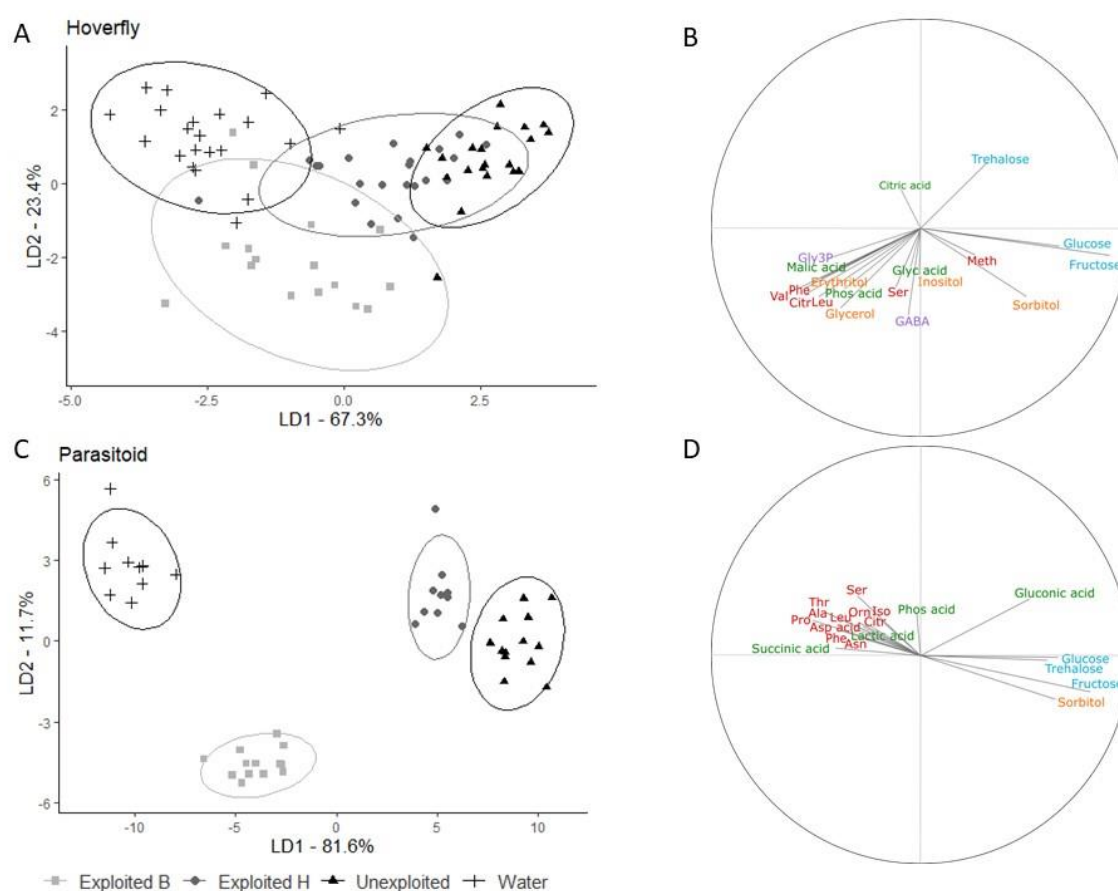 A
Hoverfly
2
0
-2
-4
LD2 - 23.4%
-5.0
-2.5
0.0
2.5
LD1 - 67.3%
B
Trehalose
Citric acid
Glucose
Fructose
Meth
Gly3P
Malic acid
Glyc acid
Erythritol
Inositol
Phe
Val
Phos acid
Ser
CitrLeu
Sorbitol
Glycerol
GABA
C
Parasitoid
6
3
0
-3
-6
LD2 - 11.7%
-10
-5
0
5
10
LD1 - 81.6%
D
Ser
Gluconic acid
Thr
Ala
Leu
Orn
Iso
Phos acid
Pro
Citr
Asp acid
Lactic acid
Phe
Asn
Succinic acid
Glucose
Trehalose
Fructose
Sorbitol
Exploited B
Exploited H
Unexploited
Water